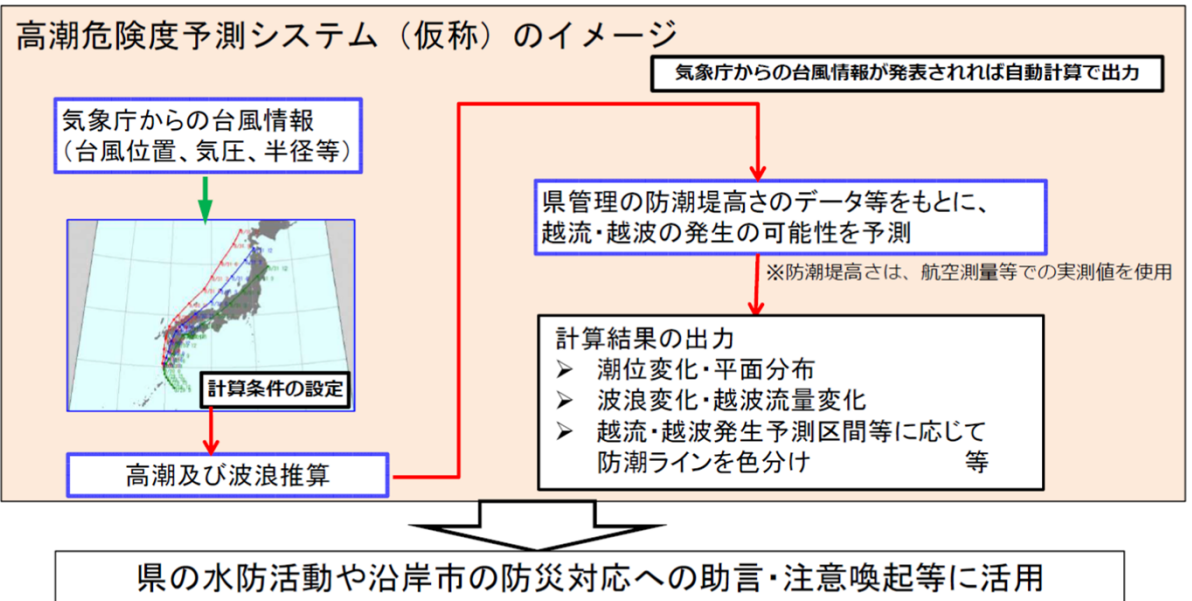 高潮危険度予測システム（仮称）のイメージ
気象庁からの台風情報が発表されれば自動計算で出力
気象庁からの台風情報
（台風位置、気圧、半径等）
計算条件の設定
高潮及び波浪推算
県管理の防潮堤高さのデータ等をもとに、
越流・越波の発生の可能性を予測
※防潮堤高さは、航空測量等での実測値を使用
計算結果の出力
➢ 潮位変化・平面分布
➢ 波浪変化・越波流量変化
➢ 越流・越波発生予測区間等に応じて
防潮ラインを色分け 等
県の水防活動や沿岸市の防災対応への助言・注意喚起等に活用